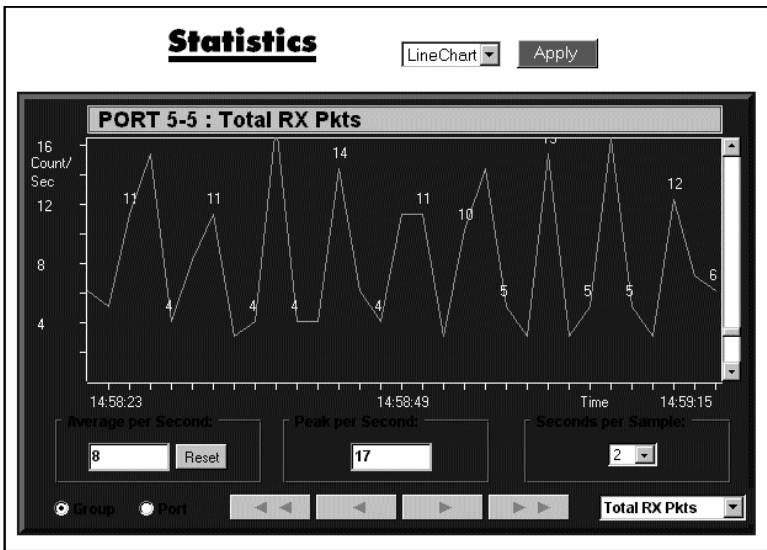 Statistics
LineChart
Apply
PORT 5-5 : Total RX Pkts
16
Count/
Sec
12
8
4
11
4
11
4
4
14
4
11
10
5
5
5
12
6
14:58:23
14:58:49
Time
14:59:15
Average per Second:
Peak per Second:
Seconds per Sample:
8
Reset
17
2
Group
Port
Total RX Pkts